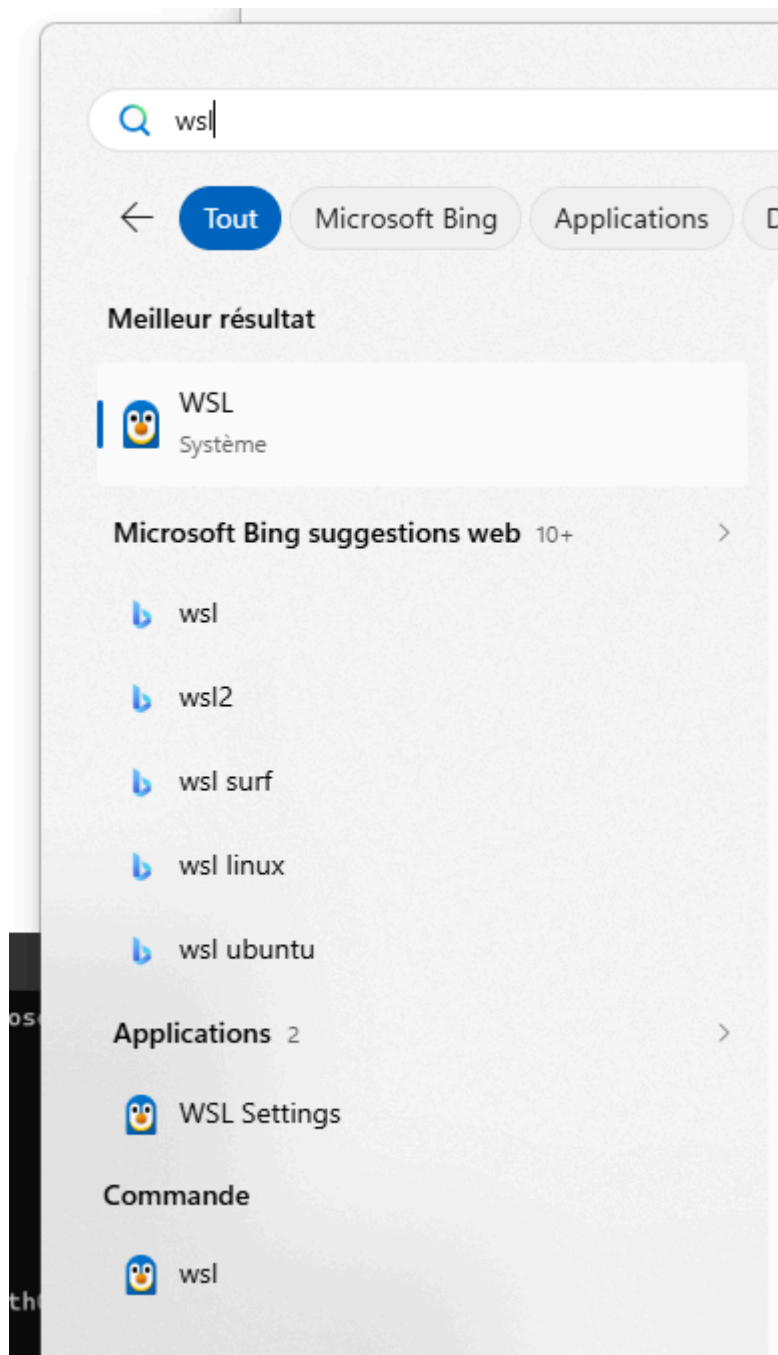 wsl
Tout Microsoft Bing Applications
Meilleur résultat
WSL
Système
Microsoft Bing suggestions web 10+
wsl
wsl2
wsl surf
wsl linux
wsl ubuntu
Applications 2
WSL Settings
Commande
wsl